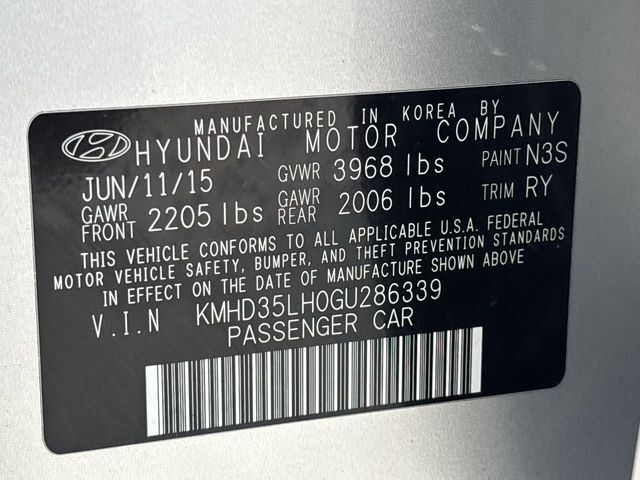 MANUFACTURED IN KOREA BY
HYUNDAI MOTOR COMPANY
JUN/11/15 GVWR 3968 lbs PAINT N3S
GAWR FRONT 2205 lbs GAWR REAR 2006 lbs TRIM RY
THIS VEHICLE CONFORMS TO ALL APPLICABLE U.S.A. FEDERAL
MOTOR VEHICLE SAFETY, BUMPER, AND THEFT PREVENTION STANDARDS
IN EFFECT ON THE DATE OF MANUFACTURE SHOWN ABOVE
V.I.N KMHD35LH0GU286339
PASSENGER CAR